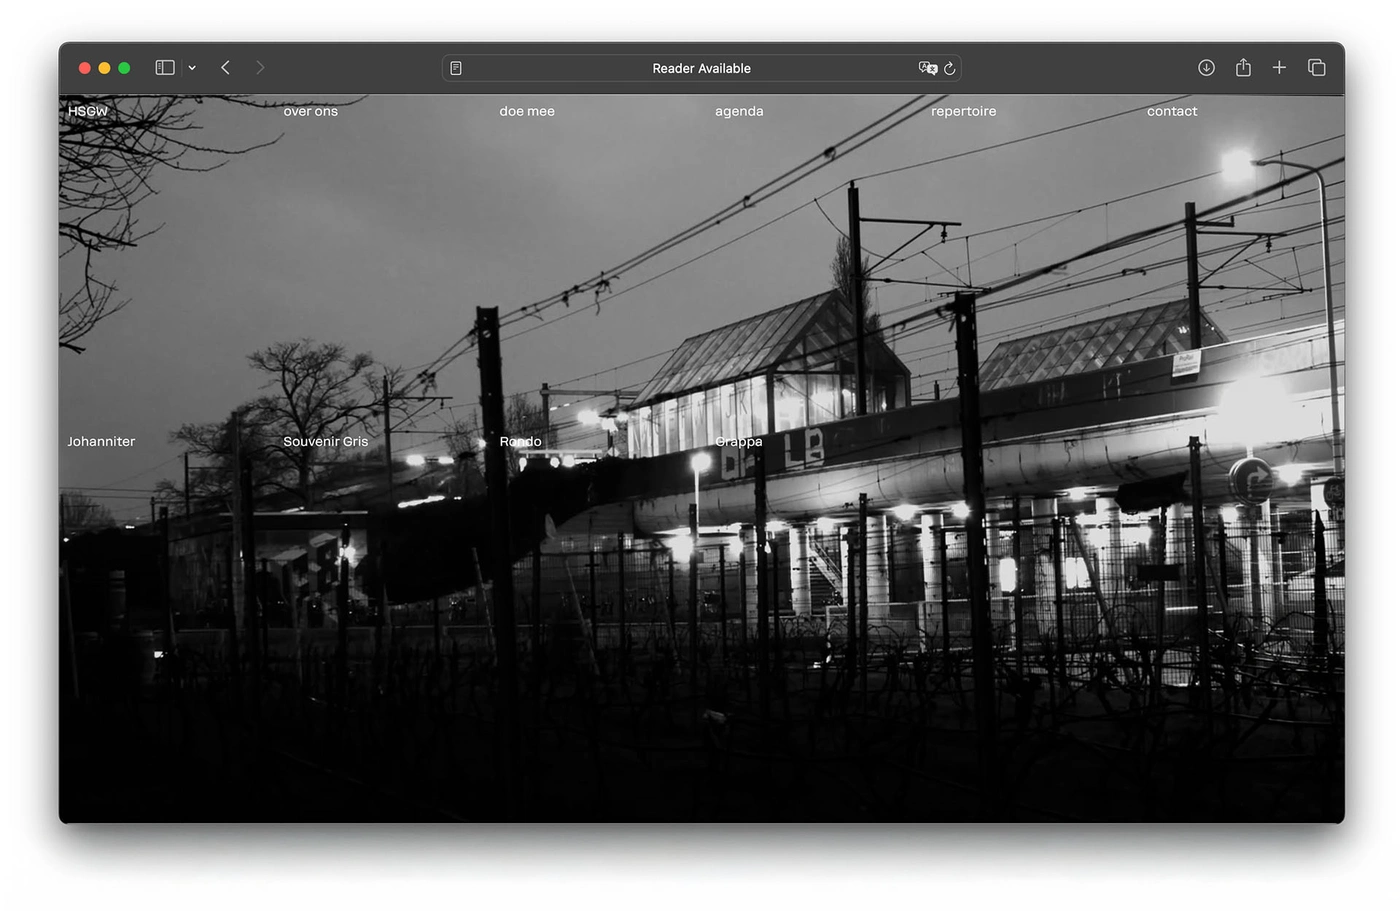 Reader Available
HSGW over ons doe mee agenda repertoire contact
Johanniter Souvenir Gris Rondo Grappa